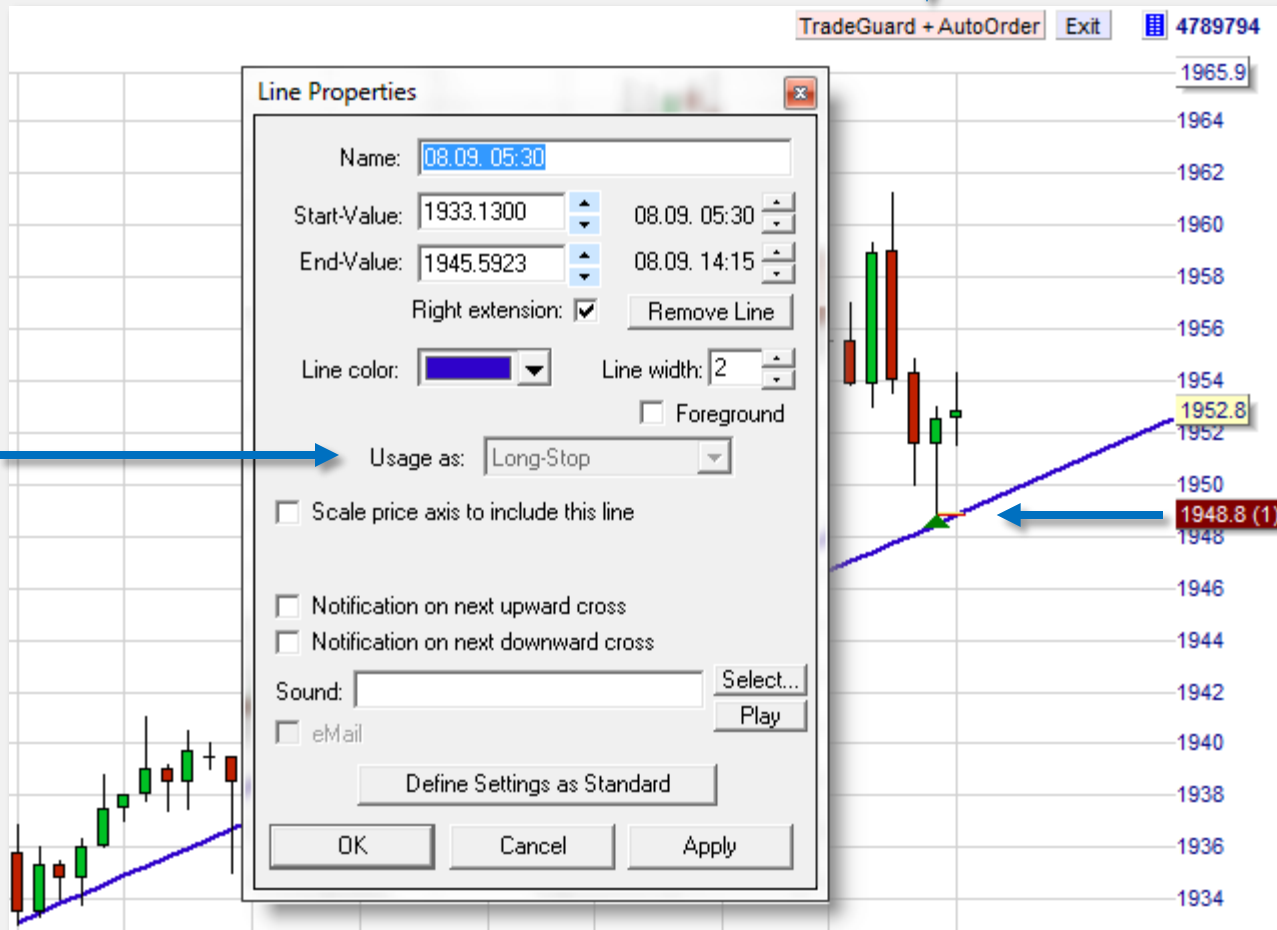 TradeGuard + AutoOrder Exit 4789794
1965.9
1964
1962
1960
1958
1956
1954
1952.8
1952
1950
1948.8 (1)
1948
1946
1944
1942
1940
1938
1936
1934
Line Properties
Name: 08.09. 05:30
Start-Value: 1933.1300 08.09. 05:30
End-Value: 1945.5923 08.09. 14:15
Right extension: Remove Line
Line color: Line width: 2
Foreground
Usage as: Long-Stop
Scale price axis to include this line
Notification on next upward cross
Notification on next downward cross
Sound: Select...
Play
eMail
Define Settings as Standard
OK Cancel Apply